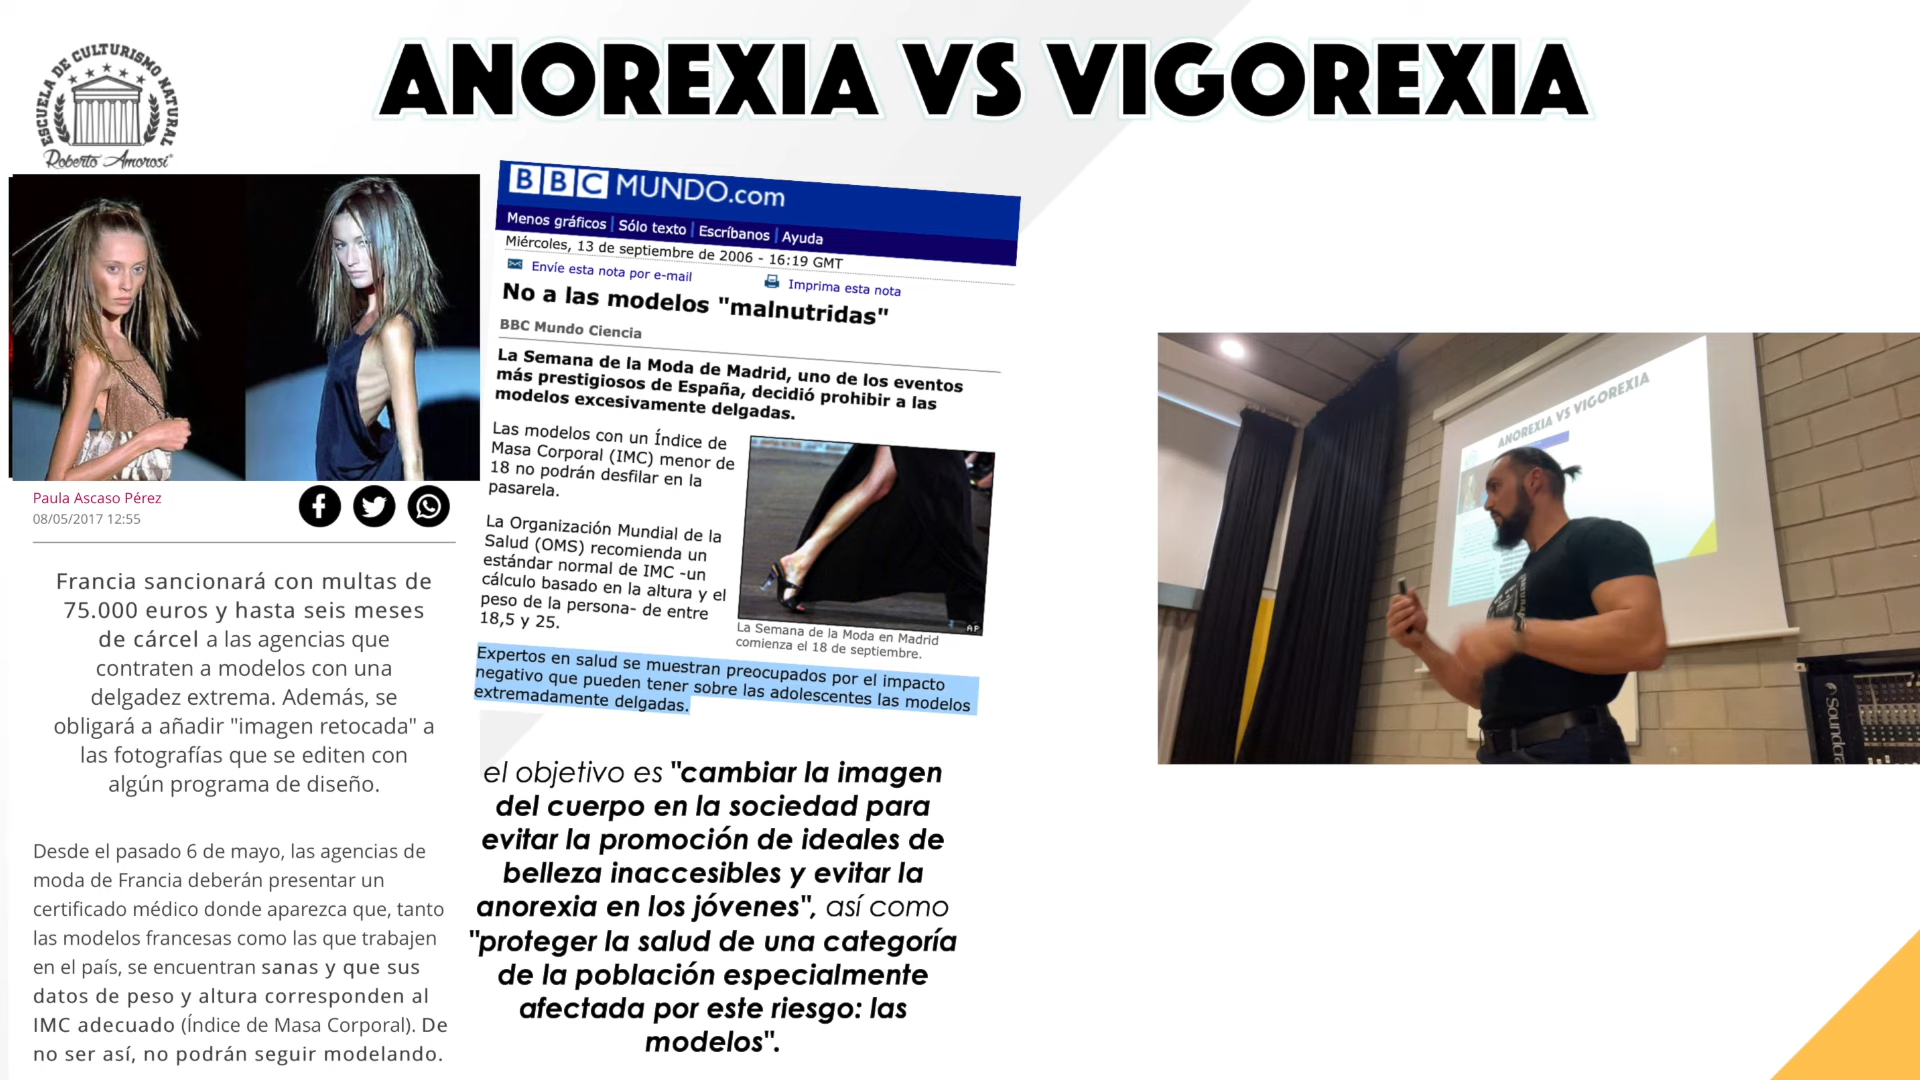 ANOREXIA VS VIGOREXIA
ESCUELA DE CULTURISMO NATURAL
Roberto Amorosi
Paula Ascaso Pérez
08/05/2017 12:55
Francia sancionará con multas de
75.000 euros y hasta seis meses
de cárcel a las agencias que
contraten a modelos con una
delgadez extrema. Además, se
obligará a añadir "imagen retocada" a
las fotografías que se editen con
algún programa de diseño.
Desde el pasado 6 de mayo, las agencias de
moda de Francia deberán presentar un
certificado médico donde aparezca que, tanto
las modelos francesas como las que trabajen
en el país, se encuentran sanas y que sus
datos de peso y altura corresponden al
IMC adecuado (Índice de Masa Corporal). De
no ser así, no podrán seguir modelando.
BBC MUNDO.com
Menos gráficos | Sólo texto | Escríbanos | Ayuda
Miércoles, 13 de septiembre de 2006 - 16:19 GMT
Envíe esta nota por e-mail
Imprima esta nota
No a las modelos "malnutridas"
BBC Mundo Ciencia
La Semana de la Moda de Madrid, uno de los eventos
más prestigiosos de España, decidió prohibir a las
modelos excesivamente delgadas.
Las modelos con un Índice de
Masa Corporal (IMC) menor de
18 no podrán desfilar en la
pasarela.
La Organización Mundial de la
Salud (OMS) recomienda un
estándar normal de IMC -un
cálculo basado en la altura y el
peso de la persona- de entre
18,5 y 25.
AP
La Semana de la Moda en Madrid
comienza el 18 de septiembre.
Expertos en salud se muestran preocupados por el impacto
negativo que pueden tener sobre las adolescentes las modelos
extremadamente delgadas.
el objetivo es "cambiar la imagen
del cuerpo en la sociedad para
evitar la promoción de ideales de
belleza inaccesibles y evitar la
anorexia en los jóvenes", así como
"proteger la salud de una categoría
de la población especialmente
afectada por este riesgo: las
modelos".
ANOREXIA VS VIGOREXIA